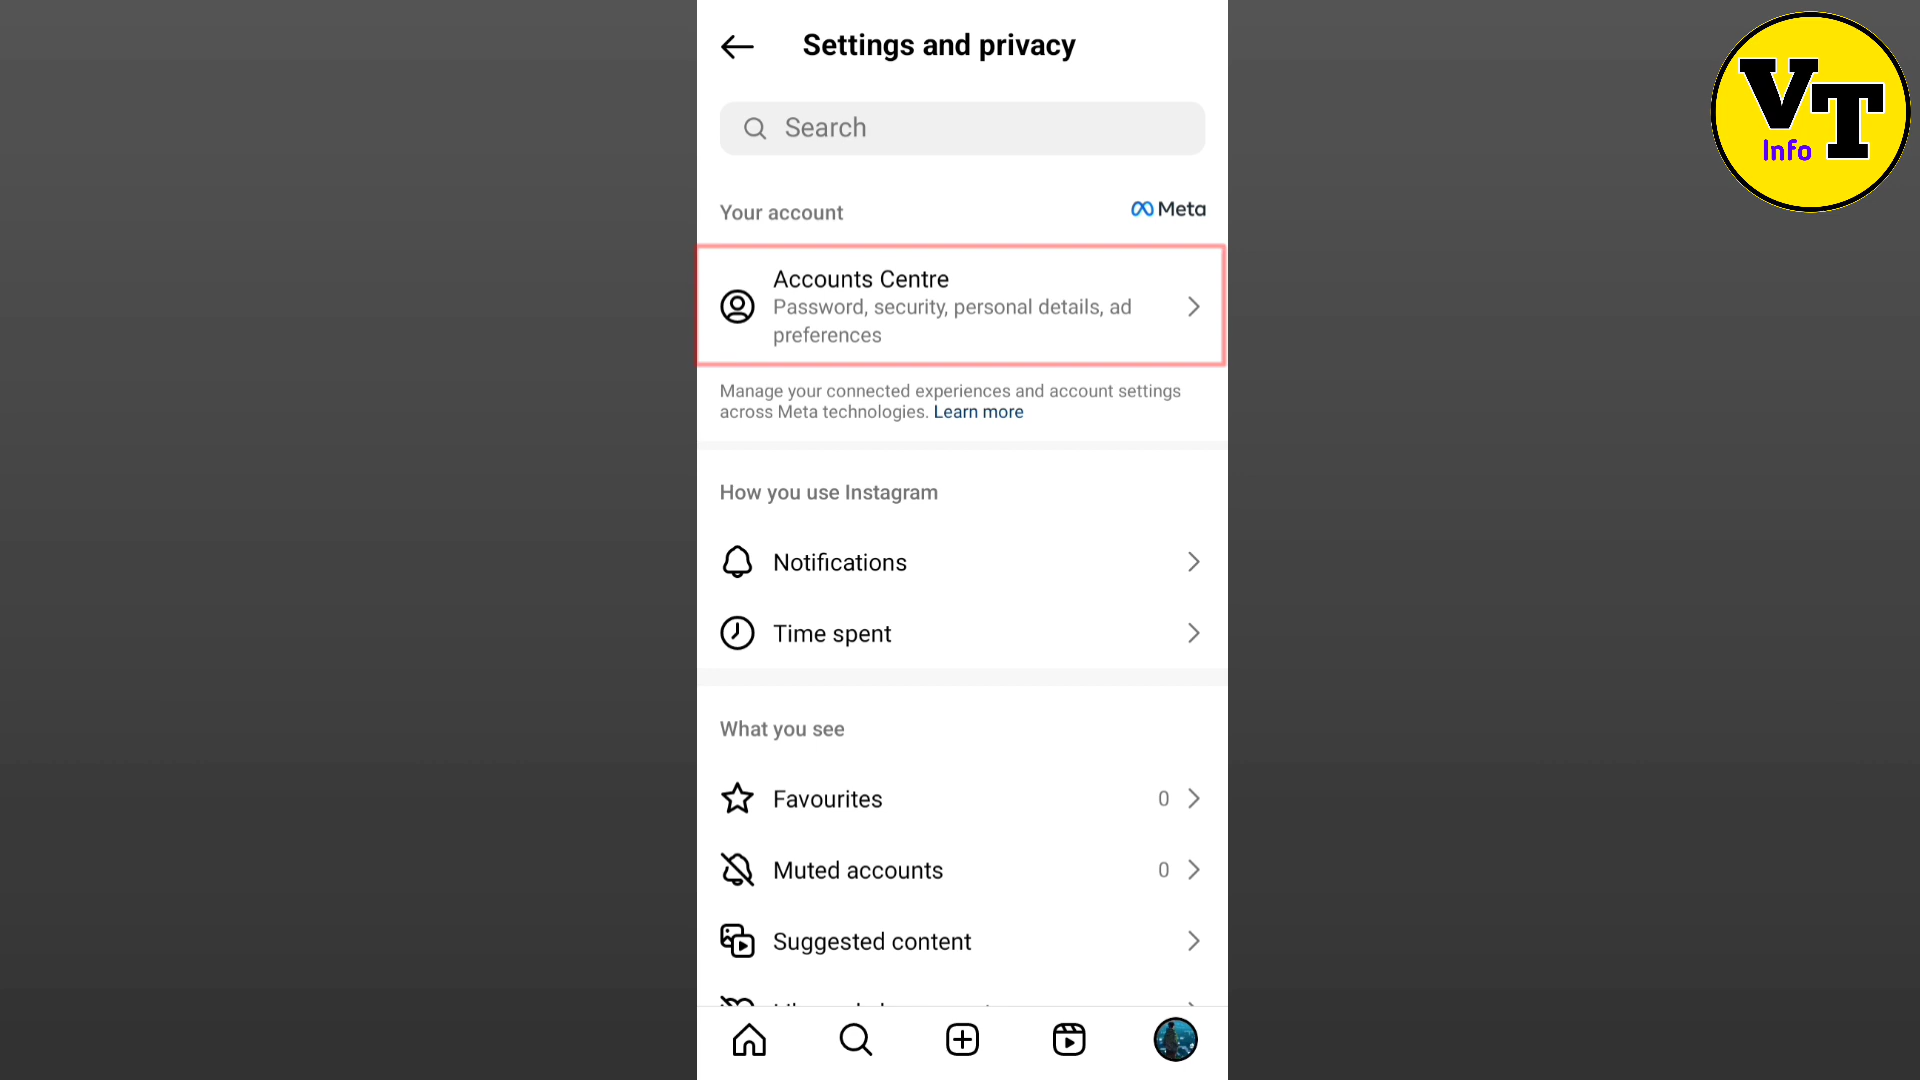 Settings and privacy
Search
Your account
Meta
Accounts Centre
Password, security, personal details, ad
preferences
Manage your connected experiences and account settings
across Meta technologies. Learn more
How you use Instagram
Notifications
Time spent
What you see
Favourites 0
Muted accounts 0
Suggested content
VT
Info